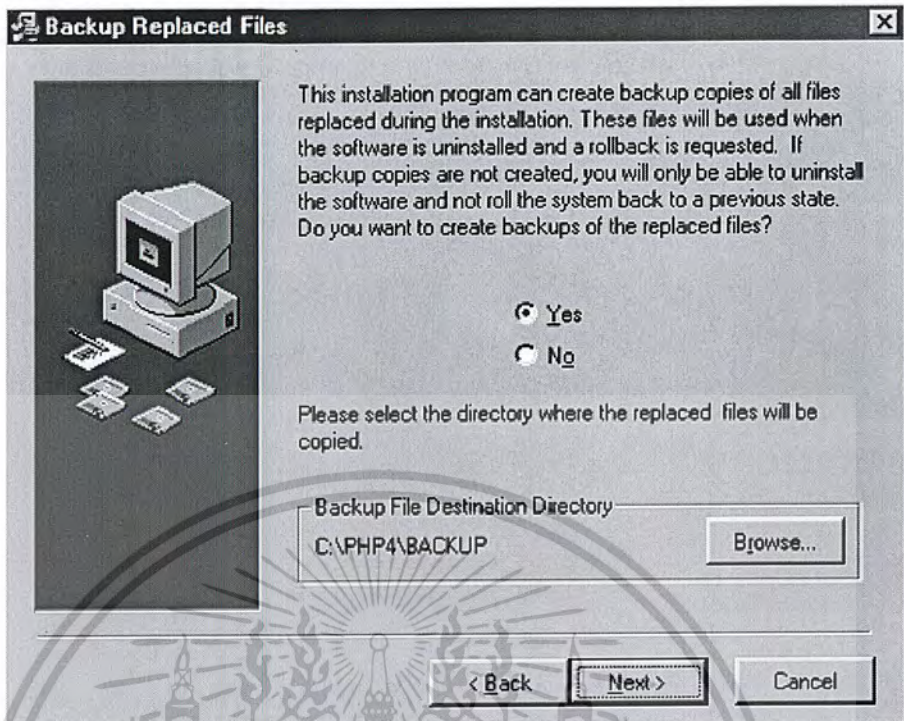 Backup Replaced Files
This installation program can create backup copies of all files
replaced during the installation. These files will be used when
the software is uninstalled and a rollback is requested. If
backup copies are not created, you will only be able to uninstall
the software and not roll the system back to a previous state.
Do you want to create backups of the replaced files?
Yes
No
Please select the directory where the replaced files will be
copied.
Backup File Destination Directory
C:\PHP4\BACKUP
Browse...
< Back
Next >
Cancel